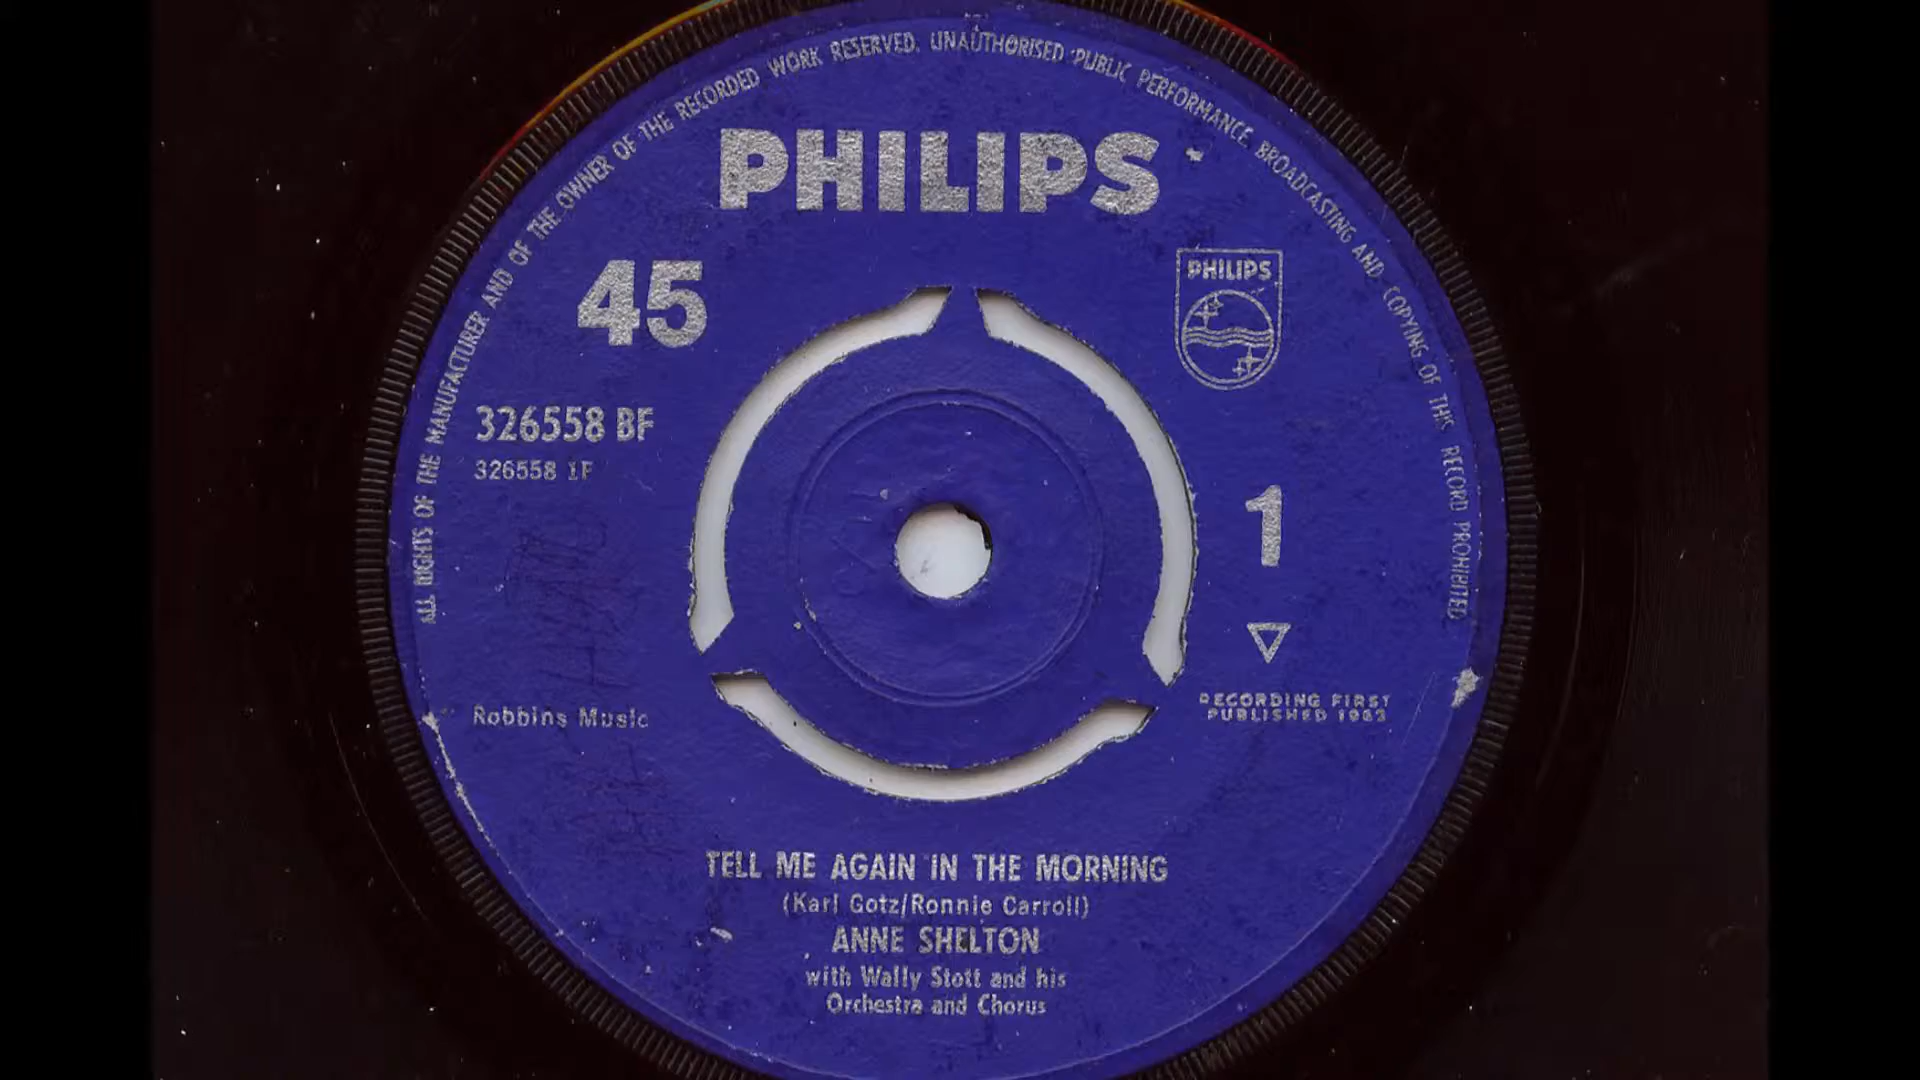 ALL RIGHTS OF THE MANUFACTURER AND OF THE OWNER OF THE RECORDED WORK RESERVED. UNAUTHORISED PUBLIC PERFORMANCE, BROADCASTING AND COPYING OF THIS RECORD PROHIBITED
PHILIPS
45
PHILIPS
326558 BF
326558 1F
1
Robbins Music
RECORDING FIRST
PUBLISHED 1962
TELL ME AGAIN IN THE MORNING
(Karl Gotz/Ronnie Carroll)
ANNE SHELTON
with Wally Stott and his
Orchestra and Chorus